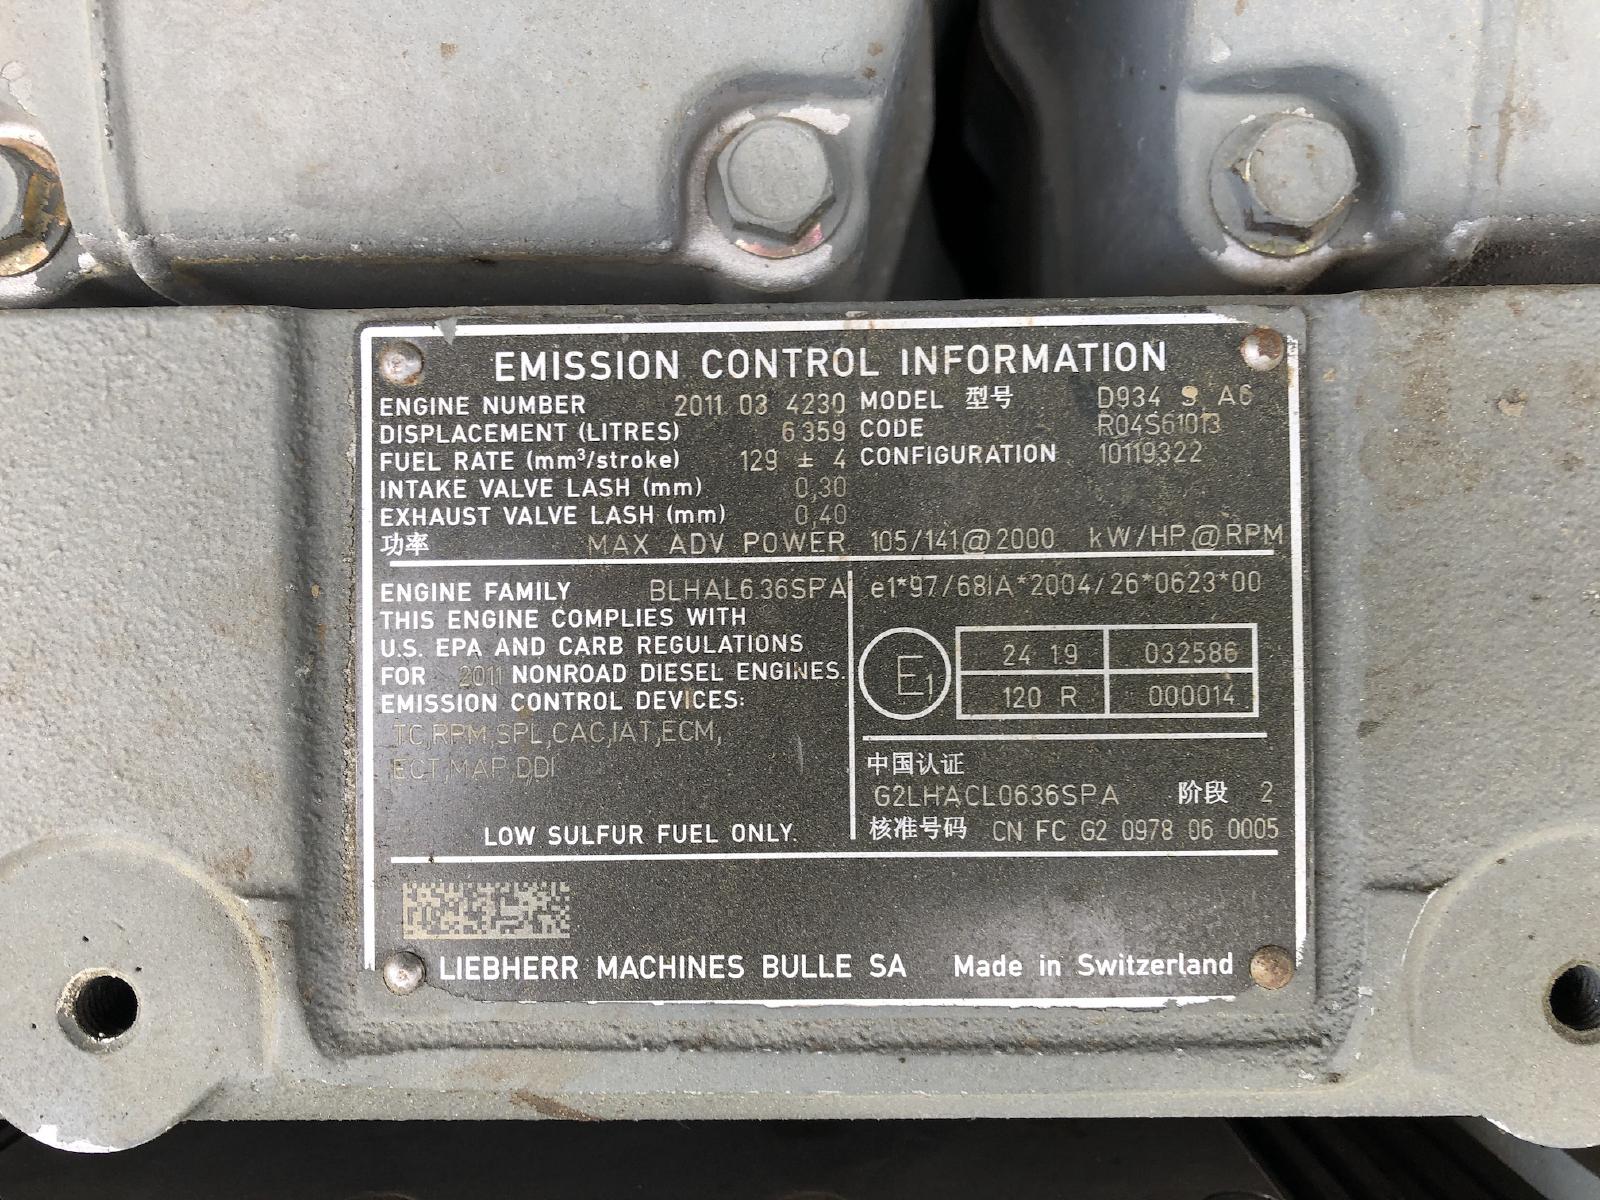 EMISSION CONTROL INFORMATION
ENGINE NUMBER 2011 03 4230 MODEL 型号 D934 S A6
DISPLACEMENT (LITRES) 6 359 CODE R04S61013
FUEL RATE (mm³/stroke) 129 ± 4 CONFIGURATION 10119322
INTAKE VALVE LASH (mm) 0,30
EXHAUST VALVE LASH (mm) 0,40
功率 MAX ADV POWER 105/141@2000 kW/HP@RPM
ENGINE FAMILY BLHAL6.36SPA
THIS ENGINE COMPLIES WITH
U.S. EPA AND CARB REGULATIONS
FOR 2011 NONROAD DIESEL ENGINES.
EMISSION CONTROL DEVICES:
TC,RPM,SPL,CAC,IAT,ECM,
ECT,MAP,DDI
LOW SULFUR FUEL ONLY.
e1*97/68IA*2004/26*0623*00
E1
24 19 032586
120 R 000014
中国认证
G2LHACL0636SPA 阶段 2
核准号码 CN FC G2 0978 06 0005
LIEBHERR MACHINES BULLE SA Made in Switzerland